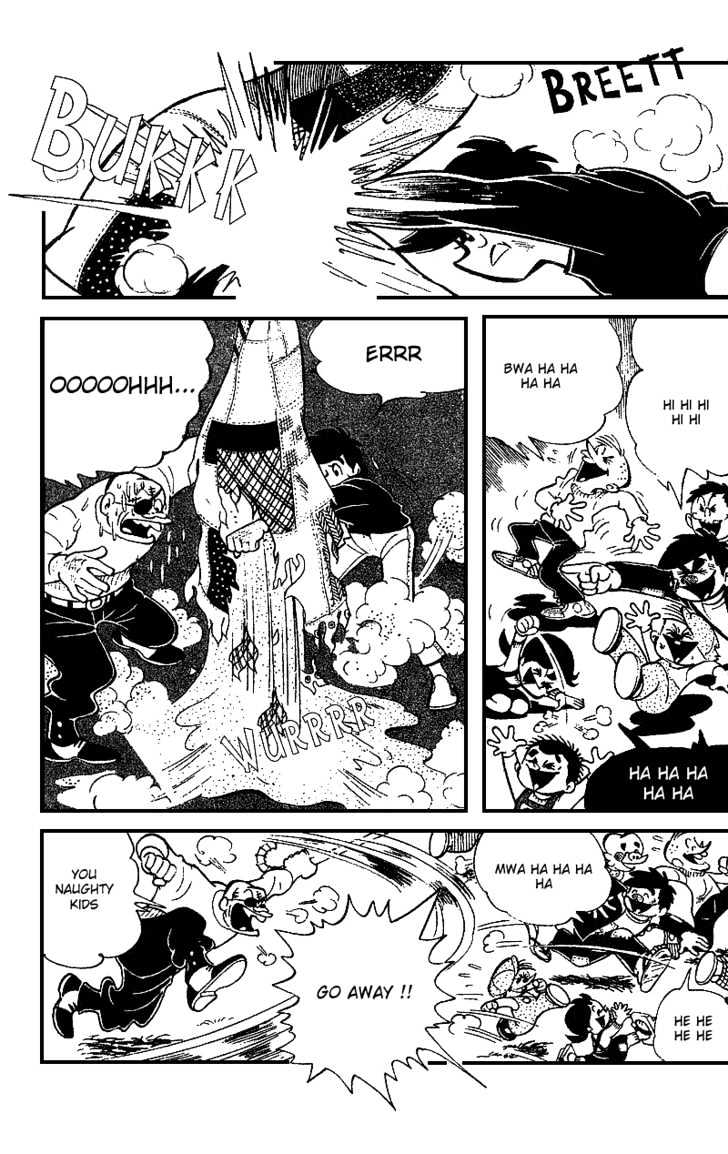 BUKKK
BREETT
OOOOOHHH...
ERRR
WURRRR
BWA HA HA
HA HA
HI HI HI
HI HI
HA HA HA
HA HA
YOU
NAUGHTY
KIDS
GO AWAY !!
MWA HA HA HA
HA
HE HE
HE HE